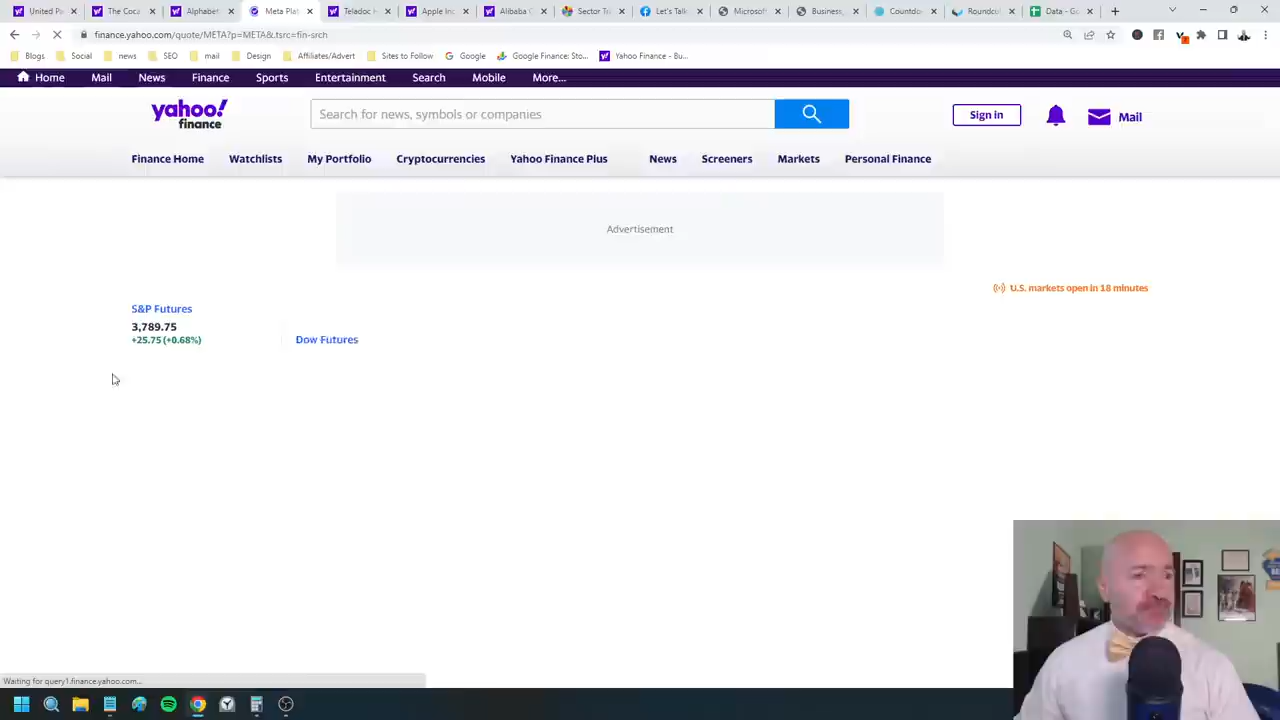 United Pa
The Coca
Alphabet
Meta Plat
Teladoc H
Apple Inc
Alibaba G
Sector Tr
Let's Talk
Microsoft
Business,
Countdov
Roundcu
Data - Go
finance.yahoo.com/quote/META?p=META&.tsrc=fin-srch
Blogs Social news SEO mail Design Affiliates/Advert Sites to Follow Google Google Finance: Sto... Yahoo Finance - Bu...
Home Mail News Finance Sports Entertainment Search Mobile More...
yahoo!
finance
Search for news, symbols or companies
Sign in
Mail
Finance Home Watchlists My Portfolio Cryptocurrencies Yahoo Finance Plus News Screeners Markets Personal Finance
Advertisement
U.S. markets open in 18 minutes
S&P Futures
3,789.75
+25.75 (+0.68%)
Dow Futures
Waiting for query1.finance.yahoo.com...